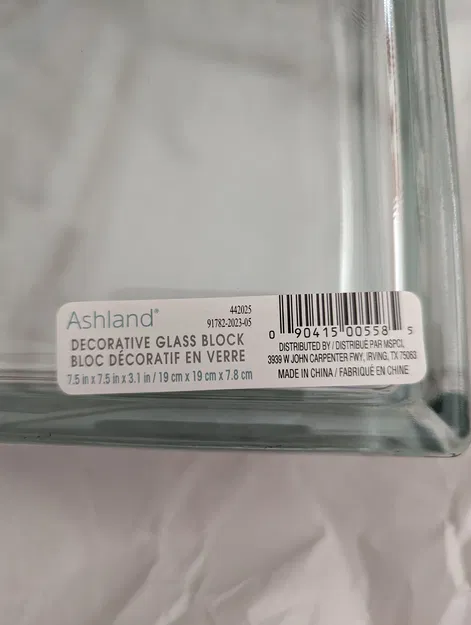 Ashland®
442025
91782-2023-05
DECORATIVE GLASS BLOCK
BLOC DÉCORATIF EN VERRE
7.5 in x 7.5 in x 3.1 in / 19 cm x 19 cm x 7.8 cm
0 90415 00558 5
DISTRIBUTED BY / DISTRIBUÉ PAR MSPCI,
3939 W JOHN CARPENTER FWY, IRVING, TX 75063
MADE IN CHINA / FABRIQUÉ EN CHINE